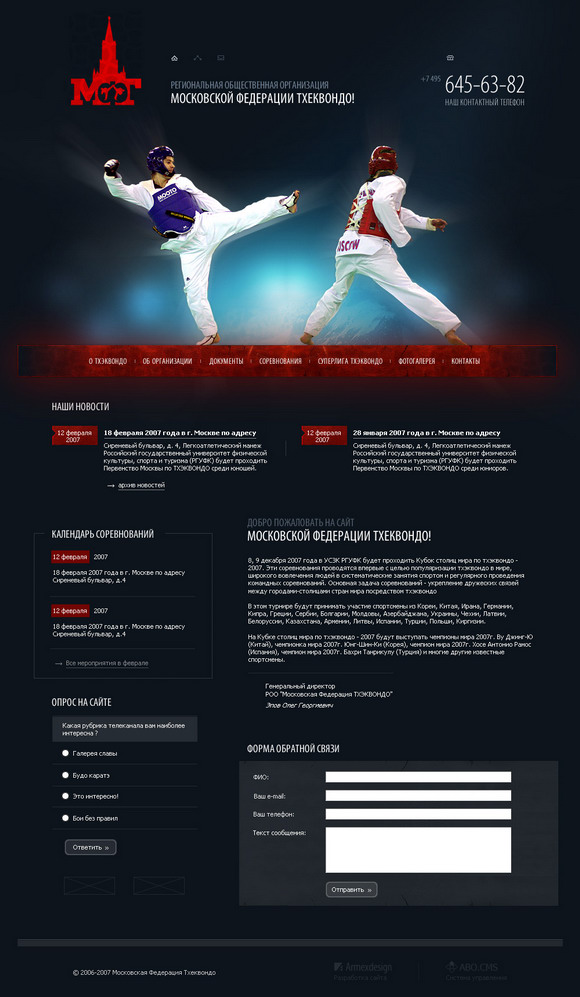 МФТ
+7 495 645-63-82
РЕГИОНАЛЬНАЯ ОБЩЕСТВЕННАЯ ОРГАНИЗАЦИЯ
МОСКОВСКОЙ ФЕДЕРАЦИИ ТХЕКВОНДО!
НАШ КОНТАКТНЫЙ ТЕЛЕФОН
MOOTO
О ТХЭКВОНДО
ОБ ОРГАНИЗАЦИИ
ДОКУМЕНТЫ
СОРЕВНОВАНИЯ
СУПЕРЛИГА ТХЭКВОНДО
ФОТОГАЛЕРЕЯ
КОНТАКТЫ
НАШИ НОВОСТИ
12 февраля
2007
18 февраля 2007 года в г. Москве по адресу
Сиреневый бульвар, д. 4, Легкоатлетический манеж
Российский государственный университет физической
культуры, спорта и туризма (РГУФК) будет проходить
Первенство Москвы по ТХЭКВОНДО среди юношей.
→ архив новостей
12 февраля
2007
28 января 2007 года в г. Москве по адресу
Сиреневый бульвар, д. 4, Легкоатлетический манеж
Российский государственный университет физической
культуры, спорта и туризма (РГУФК) будет проходить
Первенство Москвы по ТХЭКВОНДО среди юниоров.
КАЛЕНДАРЬ СОРЕВНОВАНИЙ
12 февраля 2007
18 февраля 2007 года в г. Москве по адресу
Сиреневый бульвар, д.4
12 февраля 2007
18 февраля 2007 года в г. Москве по адресу
Сиреневый бульвар, д.4
→ Все мероприятия в феврале
ОПРОС НА САЙТЕ
Какая рубрика телеканала вам наиболее
интересна ?
Галерея славы
Будо каратэ
Это интересно!
Бои без правил
Ответить »
ДОБРО ПОЖАЛОВАТЬ НА САЙТ
МОСКОВСКОЙ ФЕДЕРАЦИИ ТХЕКВОНДО!
8, 9 декабря 2007 года в УСЗК РГУФК будет проходить Кубок столиц мира по тхэквондо -
2007. Эти соревнования проводятся впервые с целью популяризации тхэквондо в мире,
широкого вовлечения людей в систематические занятия спортом и регулярного проведения
командных соревнований. Основная задача соревнований - укрепление дружеских связей
между городами-столицами стран мира посредством тхэквондо
В этом турнире будут принимать участие спортсмены из Кореи, Китая, Ирана, Германии,
Кипра, Греции, Сербии, Болгарии, Молдовы, Азербайджана, Украины, Чехии, Латвии,
Белоруссии, Казахстана, Армении, Литвы, Испании, Турции, Польши, Киргизии.
На Кубке столиц мира по тхэквондо - 2007 будут выступать чемпионы мира 2007г. Ву Джинг-Ю
(Китай), чемпионка мира 2007г. Юнг-Шин-Ки (Корея), чемпион мира 2007г. Хосе Антонио Ранос
(Испания), чемпион мира 2007г. Бахри Танрикулу (Турция) и многие другие известные
спортсмены.
Генеральный директор
РОО "Московская Федерация ТХЭКВОНДО"
Эпов Олег Георгиевич
ФОРМА ОБРАТНОЙ СВЯЗИ
ФИО:
Ваш e-mail:
Ваш телефон:
Текст сообщения:
Отправить »
© 2006-2007 Московская Федерация Тхеквондо
Armexdesign
Разработка сайта
ABO.CMS
Система управления